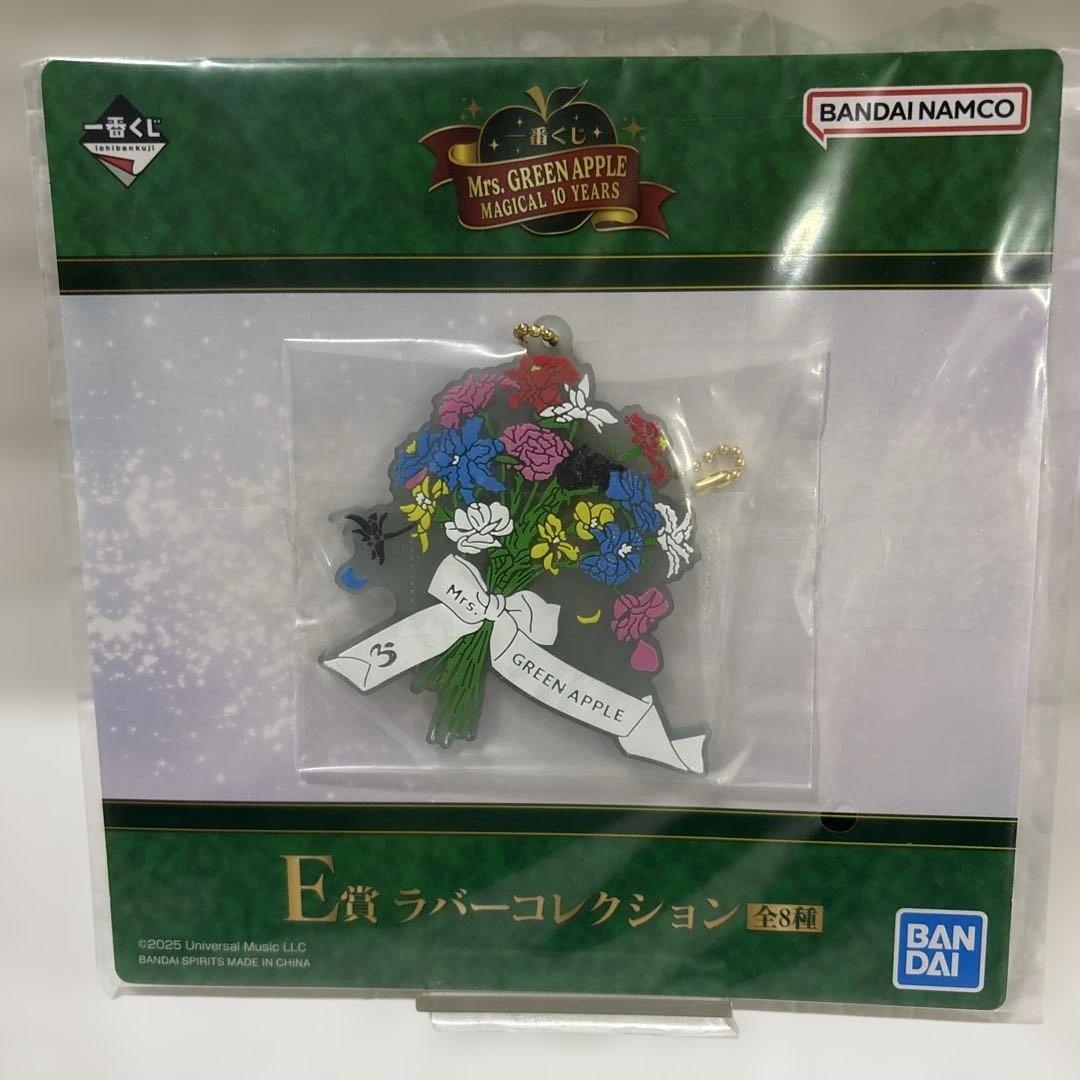 一番くじ
ichibankuji
一番くじ
Mrs. GREEN APPLE
MAGICAL 10 YEARS
BANDAI NAMCO
Mrs.
GREEN APPLE
E賞 ラバーコレクション 全8種
©2025 Universal Music LLC
BANDAI SPIRITS MADE IN CHINA
BAN
DAI